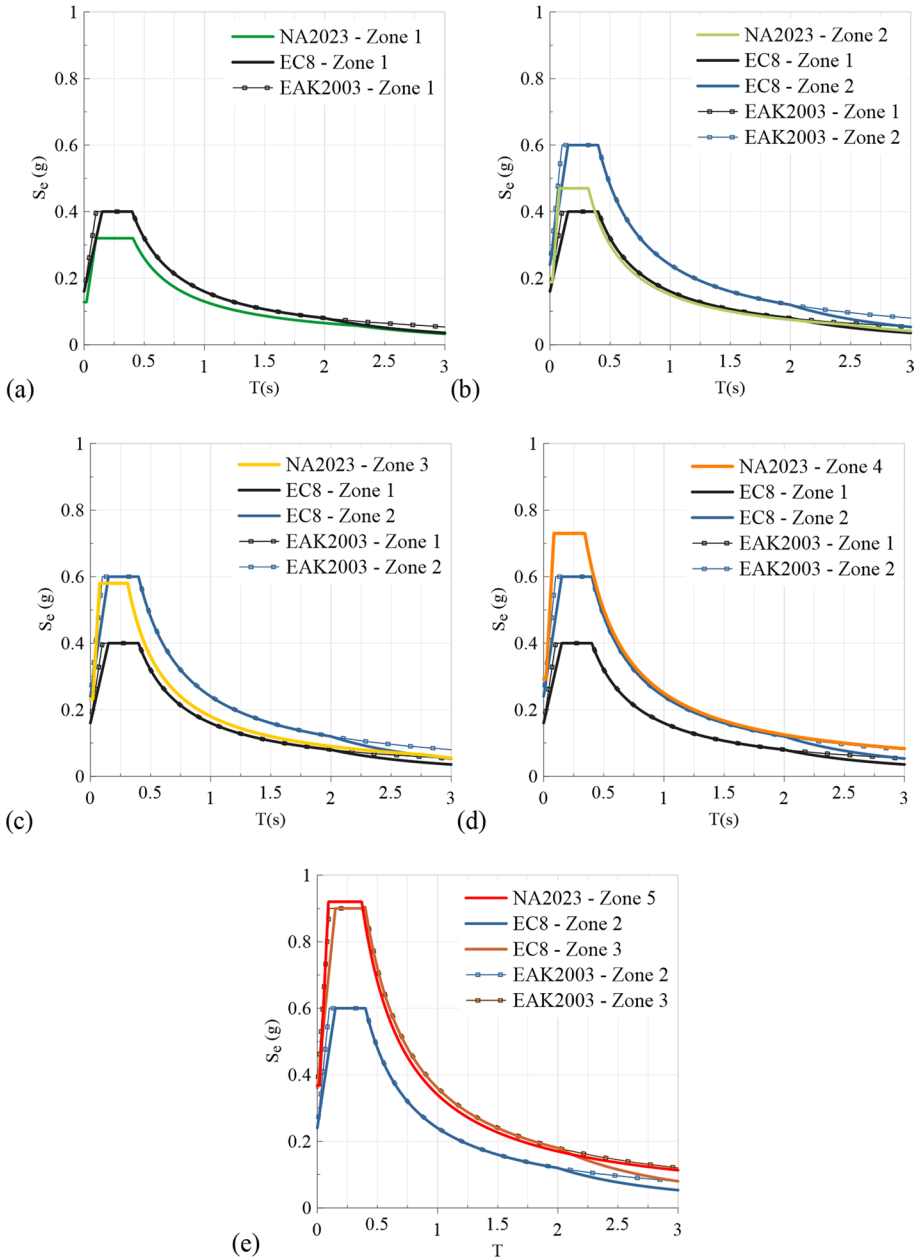 NA2023 - Zone 1
EC8 - Zone 1
EAK2003 - Zone 1
1
0.8
0.6
0.4
0.2
0
Se (g)
0 0.5 1 1.5 2 2.5 3
T(s)
(a)
NA2023 - Zone 2
EC8 - Zone 1
EC8 - Zone 2
EAK2003 - Zone 1
EAK2003 - Zone 2
1
0.8
0.6
0.4
0.2
0
Se (g)
0 0.5 1 1.5 2 2.5 3
T(s)
(b)
NA2023 - Zone 3
EC8 - Zone 1
EC8 - Zone 2
EAK2003 - Zone 1
EAK2003 - Zone 2
1
0.8
0.6
0.4
0.2
0
Se (g)
0 0.5 1 1.5 2 2.5 3
T(s)
(c)
NA2023 - Zone 4
EC8 - Zone 1
EC8 - Zone 2
EAK2003 - Zone 1
EAK2003 - Zone 2
1
0.8
0.6
0.4
0.2
0
Se (g)
0 0.5 1 1.5 2 2.5 3
T(s)
(d)
NA2023 - Zone 5
EC8 - Zone 2
EC8 - Zone 3
EAK2003 - Zone 2
EAK2003 - Zone 3
1
0.8
0.6
0.4
0.2
0
Se (g)
0 0.5 1 1.5 2 2.5 3
T
(e)